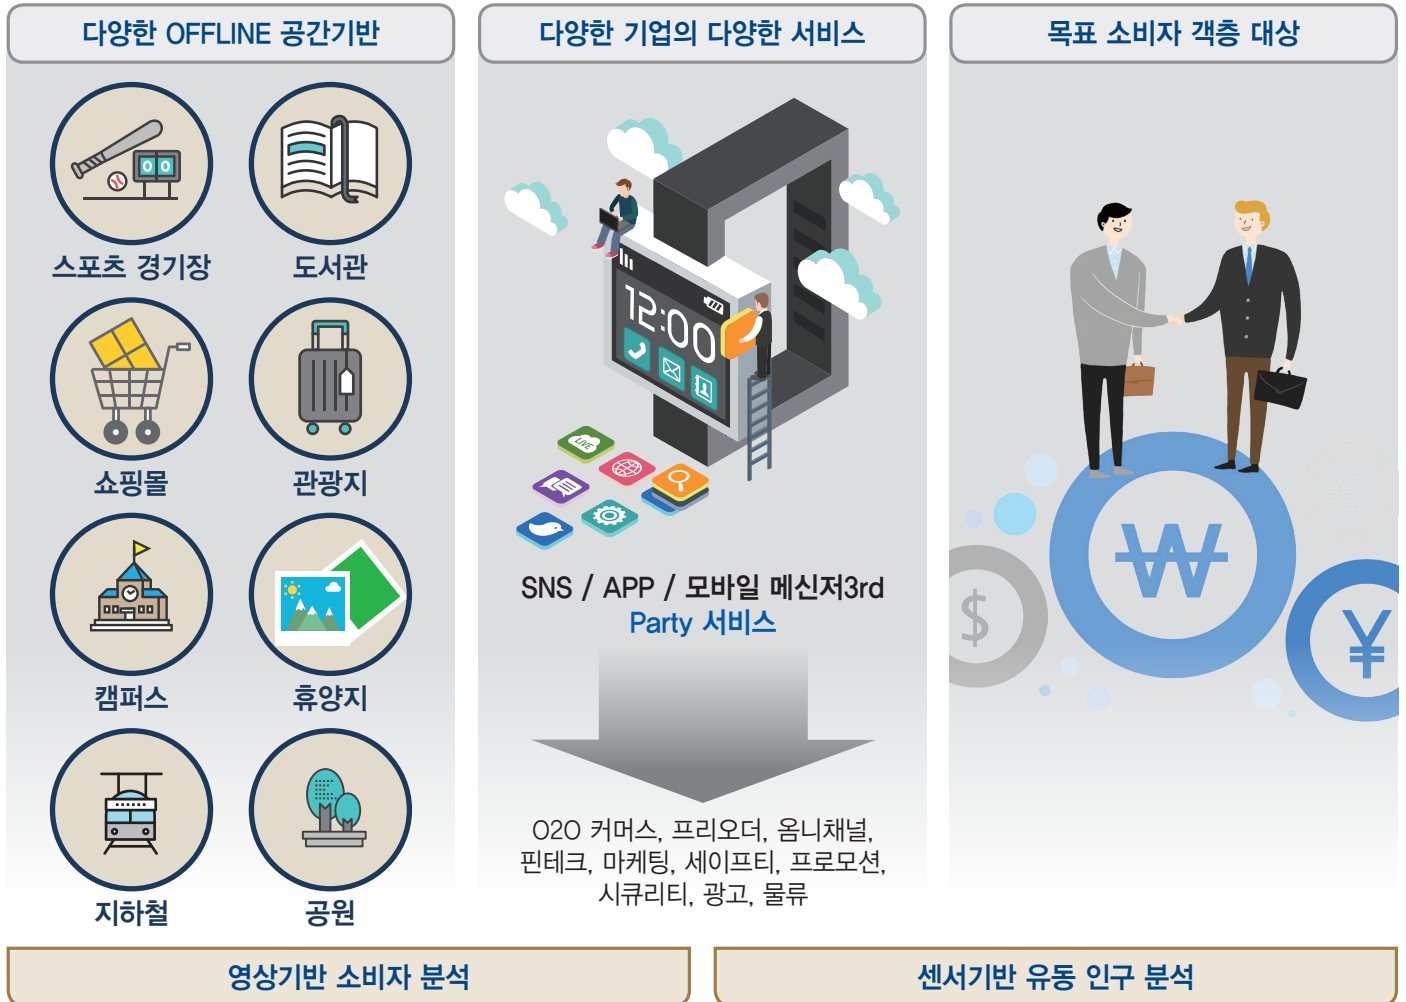 다양한 OFFLINE 공간기반
스포츠 경기장
도서관
쇼핑몰
관광지
캠퍼스
휴양지
지하철
공원
다양한 기업의 다양한 서비스
12:00
LIVE
SNS / APP / 모바일 메신저3rd
Party 서비스
O2O 커머스, 프리오더, 옴니채널,
핀테크, 마케팅, 세이프티, 프로모션,
시큐리티, 광고, 물류
목표 소비자 객층 대상
€
$
₩
¥
영상기반 소비자 분석
센서기반 유동 인구 분석